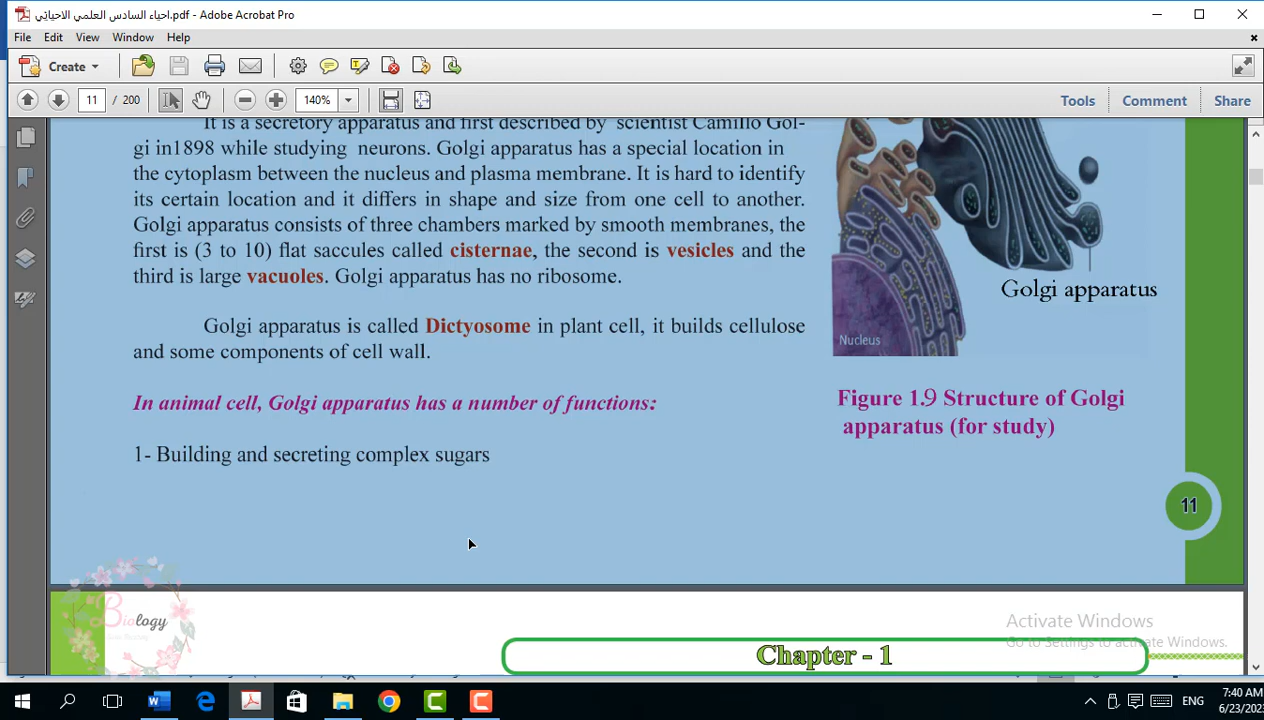 احياء السادس العلمي الاحيائي.pdf - Adobe Acrobat Pro
File Edit View Window Help
Create
11 / 200 140% Tools Comment Share
It is a secretory apparatus and first described by scientist Camillo Gol-
gi in1898 while studying neurons. Golgi apparatus has a special location in
the cytoplasm between the nucleus and plasma membrane. It is hard to identify
its certain location and it differs in shape and size from one cell to another.
Golgi apparatus consists of three chambers marked by smooth membranes, the
first is (3 to 10) flat saccules called cisternae, the second is vesicles and the
third is large vacuoles. Golgi apparatus has no ribosome.
Golgi apparatus is called Dictyosome in plant cell, it builds cellulose
and some components of cell wall.
In animal cell, Golgi apparatus has a number of functions:
1- Building and secreting complex sugars
Golgi apparatus
Nucleus
Figure 1.9 Structure of Golgi
apparatus (for study)
11
Biology
Chapter - 1
Activate Windows
Go to Settings to activate Windows.
ENG
7:40 AM